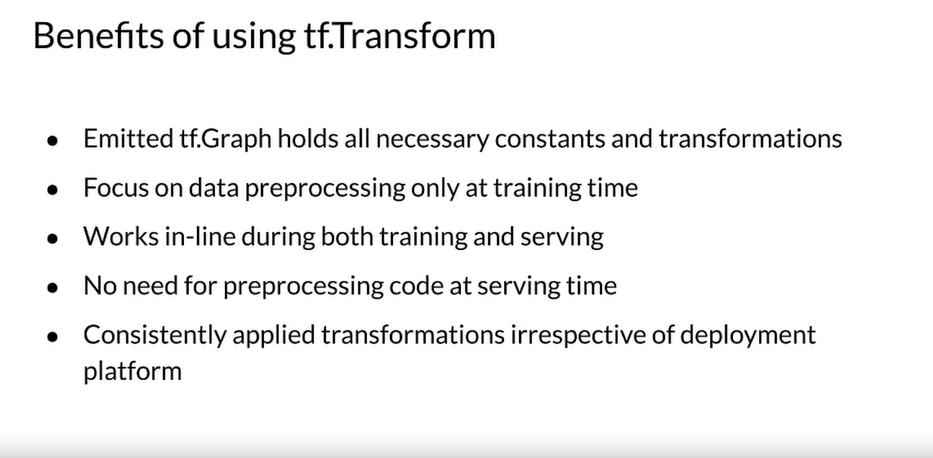 Benefits of using tf.Transform
● Emitted tf.Graph holds all necessary constants and transformations
● Focus on data preprocessing only at training time
● Works in-line during both training and serving
● No need for preprocessing code at serving time
● Consistently applied transformations irrespective of deployment
platform